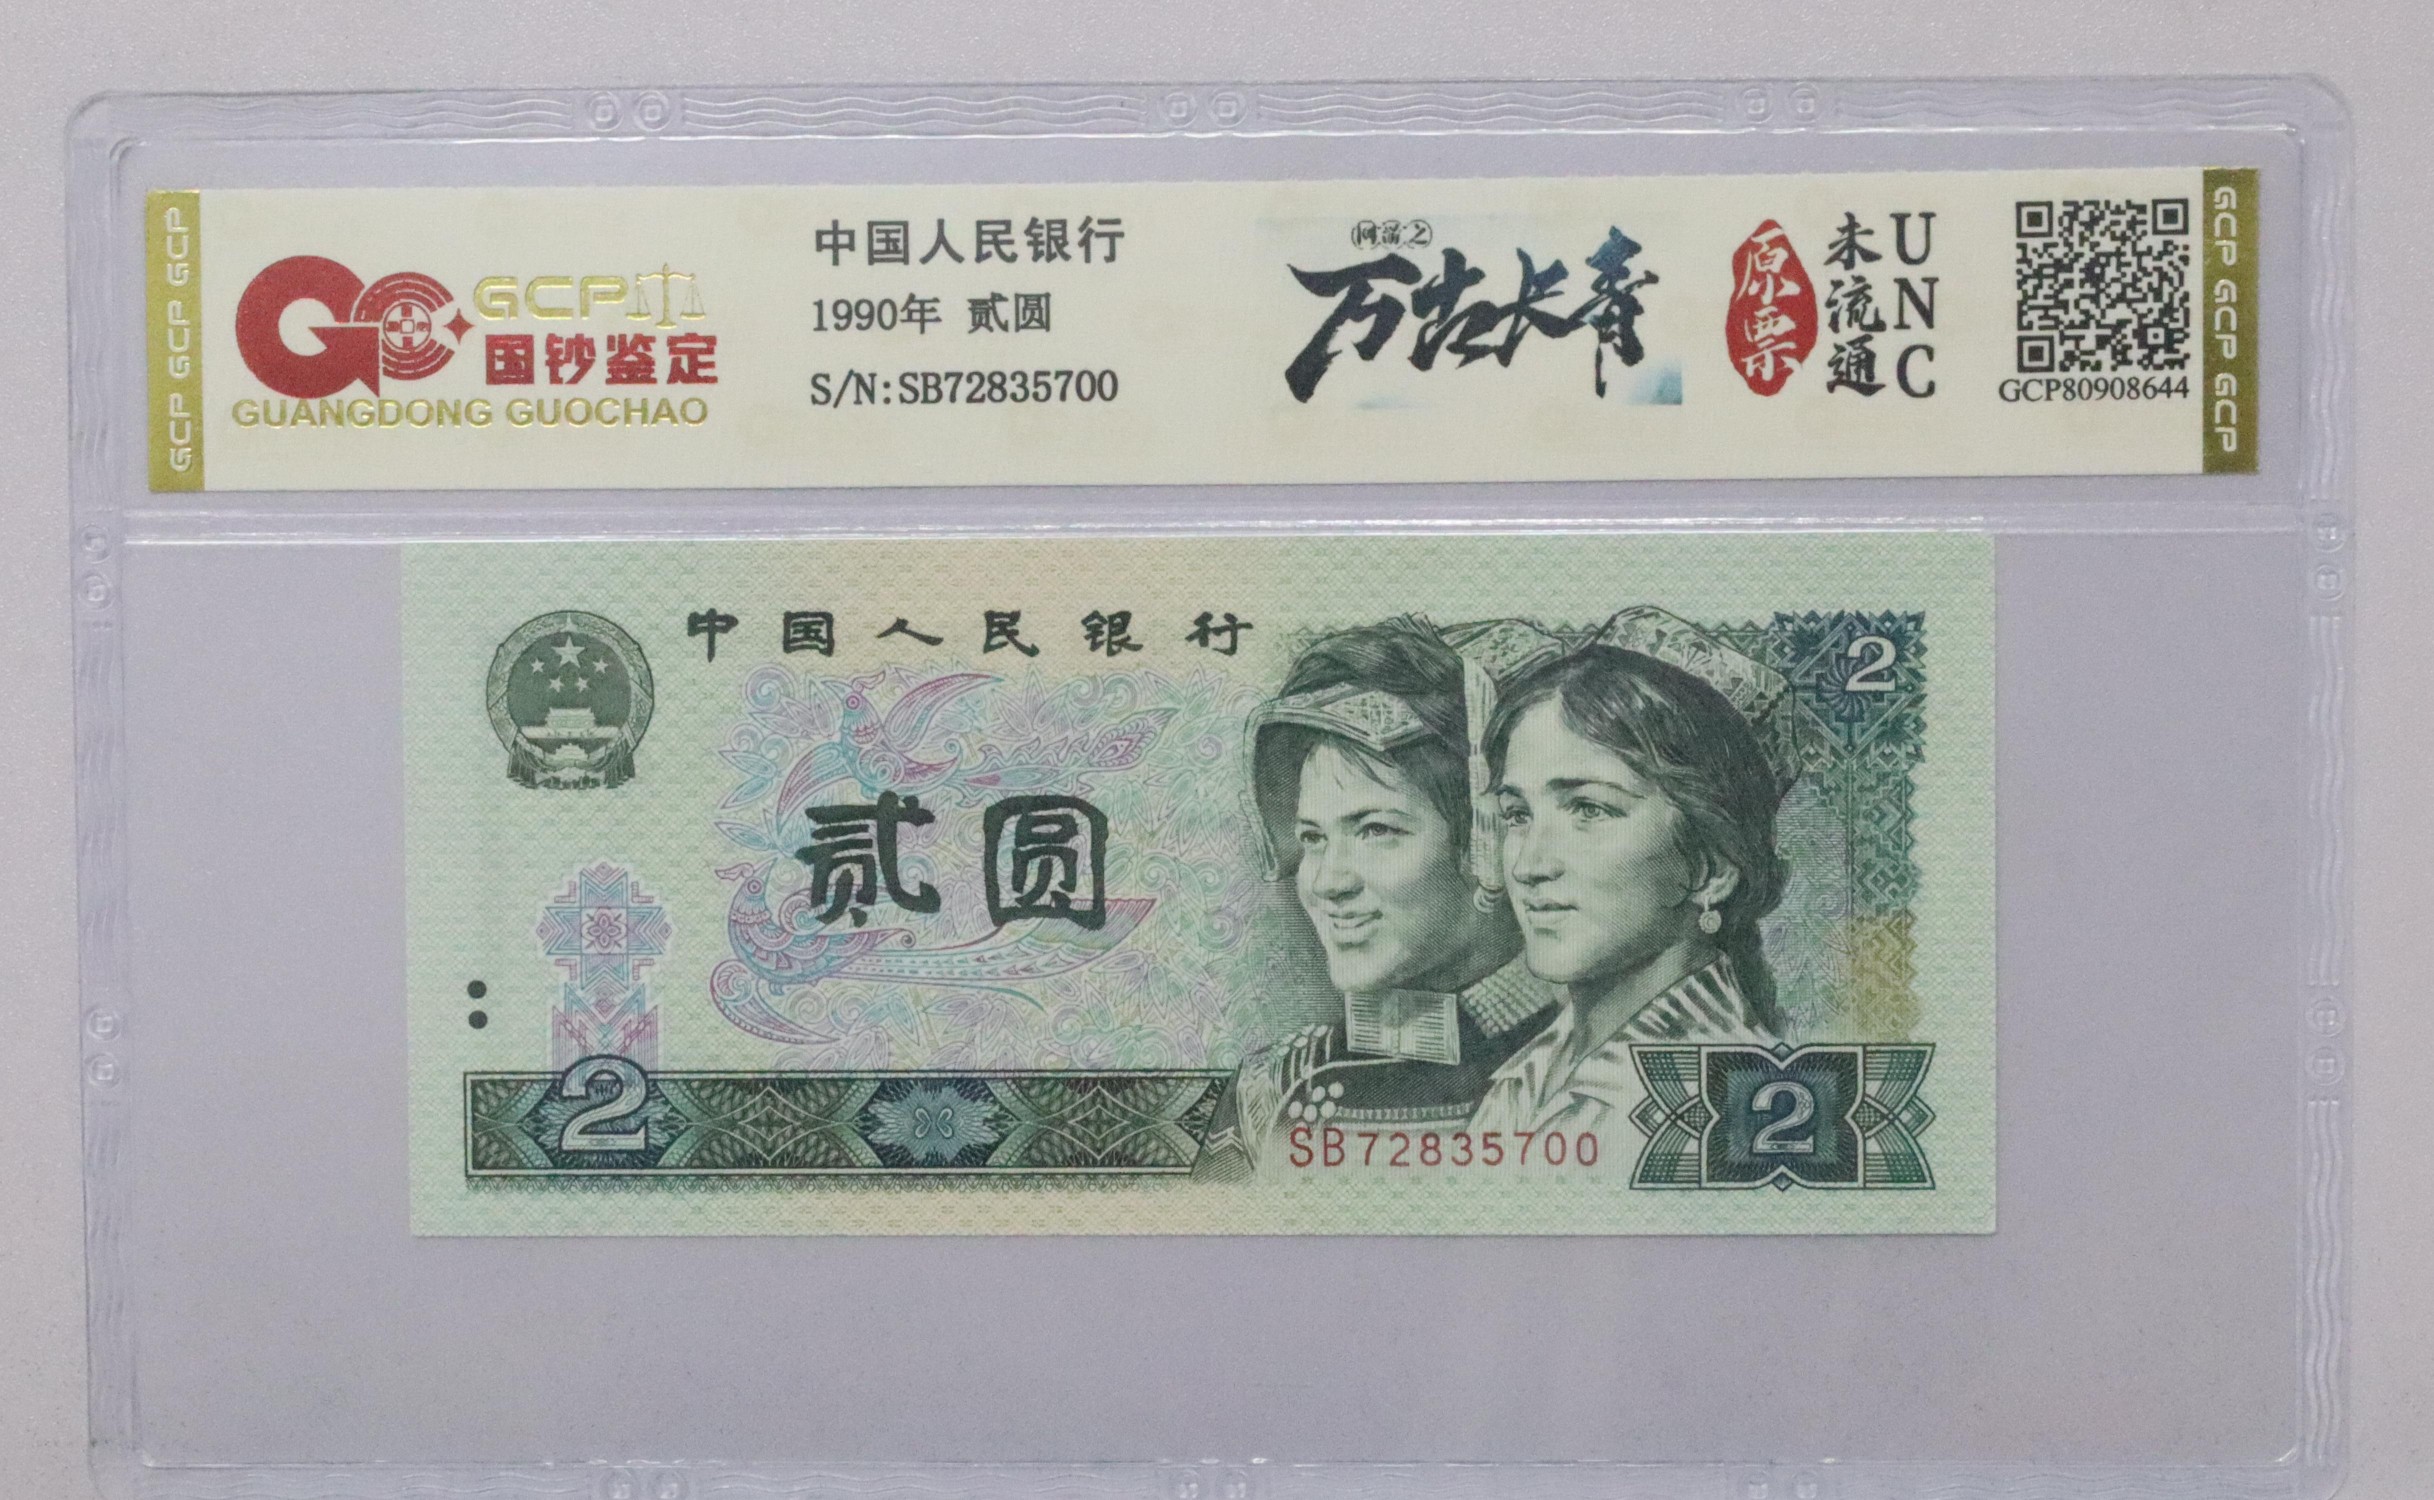 GCP GCP GCP
GCP
国钞鉴定
GUANGDONG GUOCHAO
中国人民银行
1990年 贰圆
S/N:SB72835700
万古长青
原票
未流通
UNC
GCP80908644
GCP GCP GCP
中国人民银行
2
贰圆
2
SB72835700
2